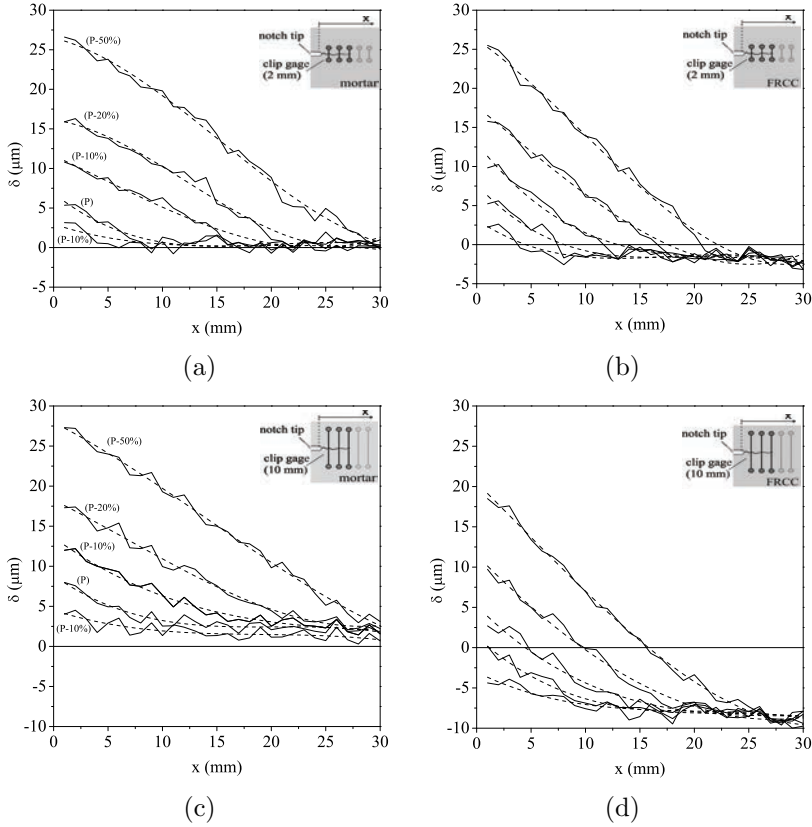 30
25
20
15
10
5
0
-5
δ (μm)
(P-50%)
(P-20%)
(P-10%)
(P)
(P-10%)
notch tip
clip gage
(2 mm)
x
mortar
0 5 10 15 20 25 30
x (mm)
(a)
30
25
20
15
10
5
0
-5
δ (μm)
notch tip
clip gage
(2 mm)
x
FRCC
0 5 10 15 20 25 30
x (mm)
(b)
30
25
20
15
10
5
0
-5
-10
δ (μm)
(P-50%)
(P-20%)
(P-10%)
(P)
(P-10%)
notch tip
clip gage
(10 mm)
x
mortar
0 5 10 15 20 25 30
x (mm)
(c)
30
25
20
15
10
5
0
-5
-10
δ (μm)
notch tip
clip gage
(10 mm)
x
FRCC
0 5 10 15 20 25 30
x (mm)
(d)